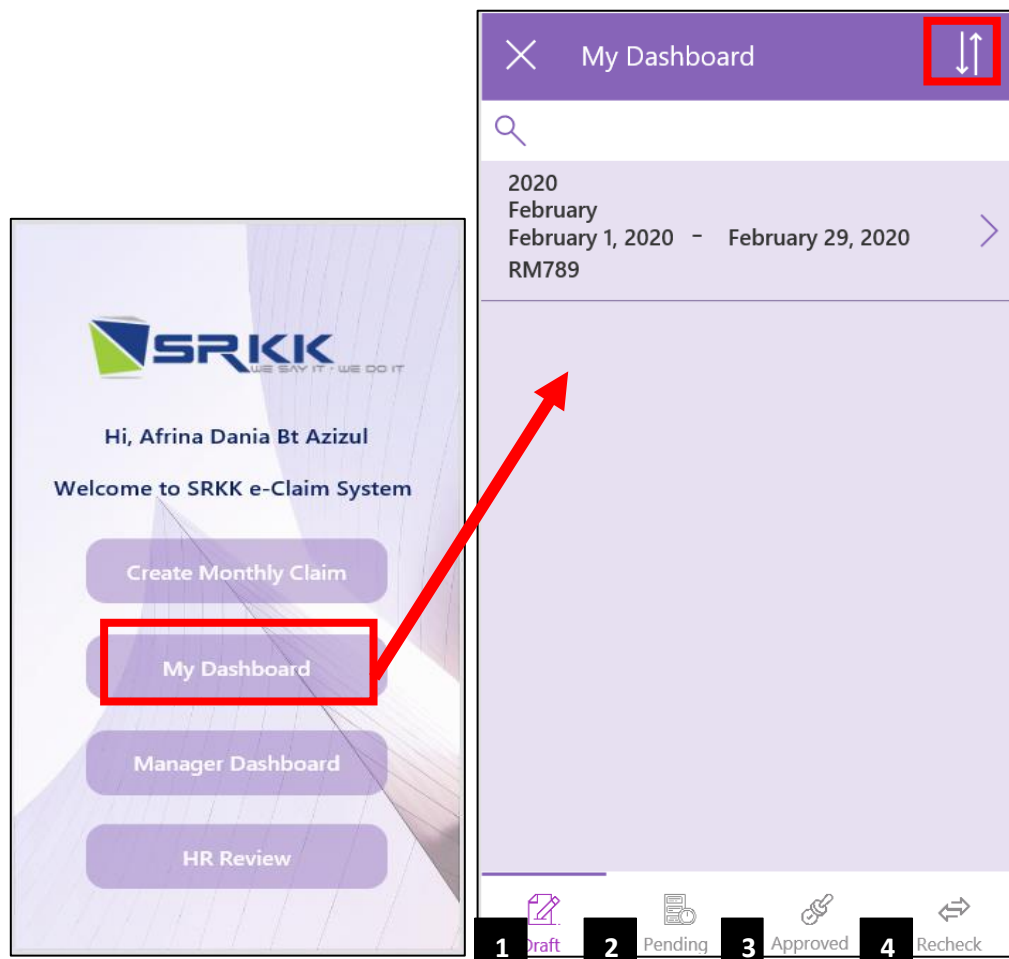 SRKK
WE SAY IT · WE DO IT
Hi, Afrina Dania Bt Azizul
Welcome to SRKK e-Claim System
Create Monthly Claim
My Dashboard
Manager Dashboard
HR Review
My Dashboard
2020
February
February 1, 2020 - February 29, 2020
RM789
1 Draft 2 Pending 3 Approved 4 Recheck